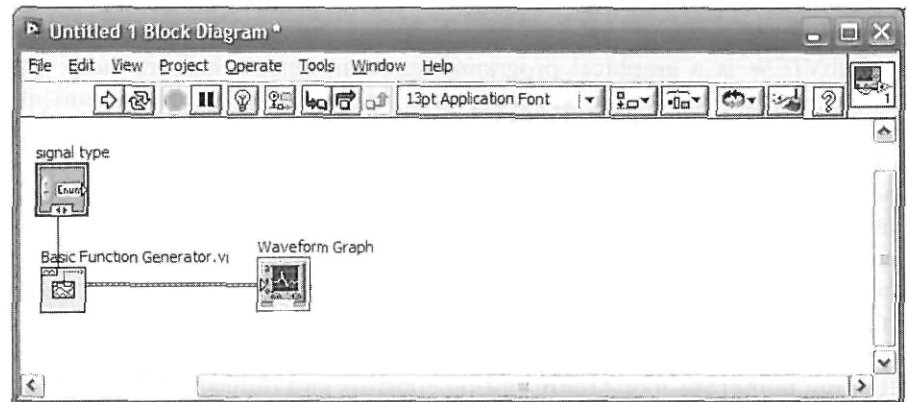 Untitled 1 Block Diagram *
File Edit View Project Operate Tools Window Help
13pt Application Font
1
signal type
Enum
Basic Function Generator.vi
Waveform Graph